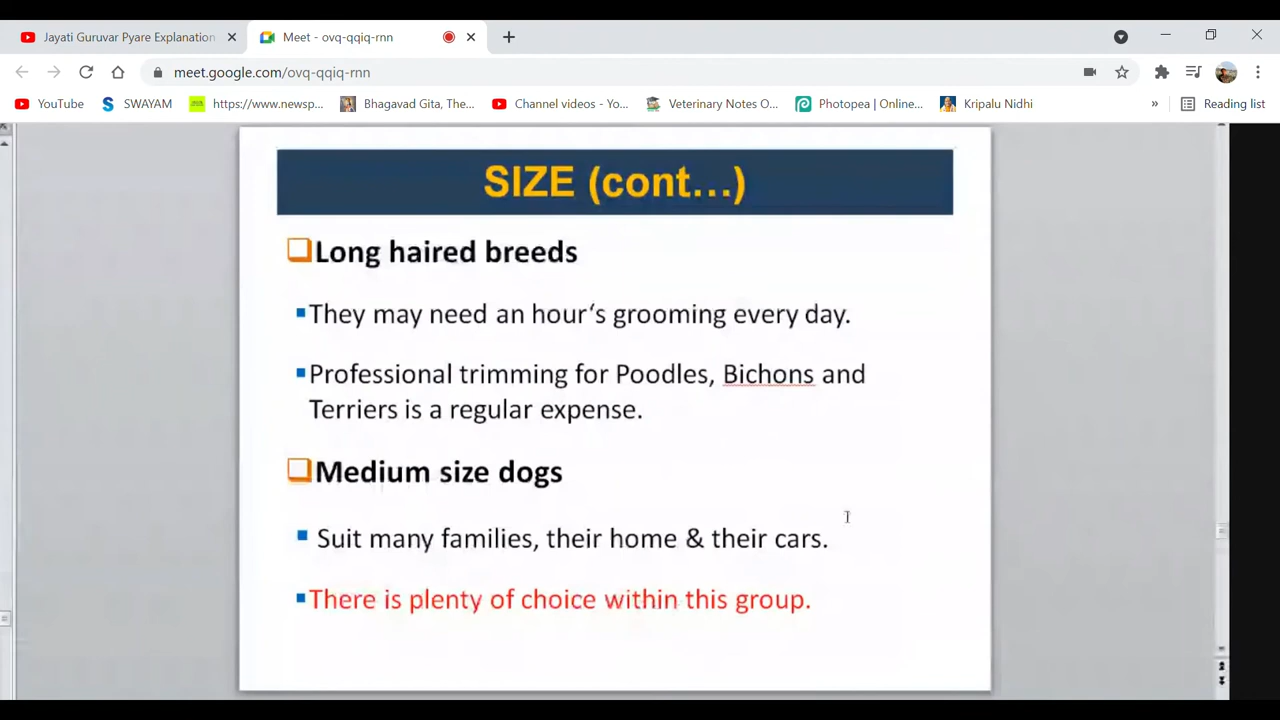 Jayati Guruvar Pyare Explanation
Meet - ovq-qqiq-rnn
meet.google.com/ovq-qqiq-rnn
YouTube
SWAYAM
https://www.newsp...
Bhagavad Gita, The...
Channel videos - Yo...
Veterinary Notes O...
Photopea | Online...
Kripalu Nidhi
»
Reading list
SIZE (cont...)
Long haired breeds
They may need an hour‘s grooming every day.
Professional trimming for Poodles, Bichons and
Terriers is a regular expense.
Medium size dogs
Suit many families, their home & their cars.
There is plenty of choice within this group.